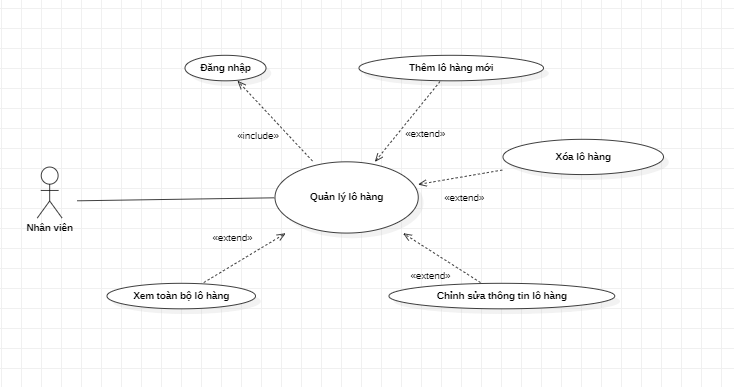 Đăng nhập
Thêm lô hàng mới
«include»
«extend»
Xóa lô hàng
Quản lý lô hàng
«extend»
Nhân viên
«extend»
«extend»
Xem toàn bộ lô hàng
Chỉnh sửa thông tin lô hàng